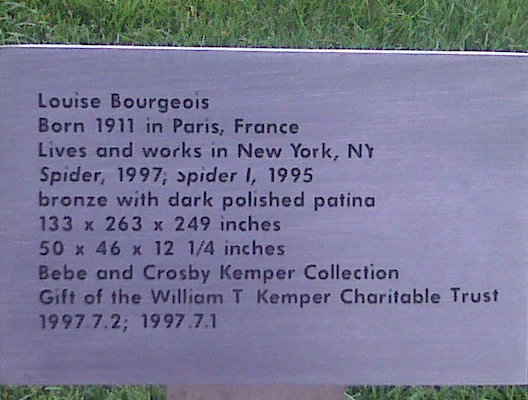 Louise Bourgeois
Born 1911 in Paris, France
Lives and works in New York, NY
Spider, 1997; spider I, 1995
bronze with dark polished patina
133 x 263 x 249 inches
50 x 46 x 12 1/4 inches
Bebe and Crosby Kemper Collection
Gift of the William T Kemper Charitable Trust
1997.7.2; 1997.7.1